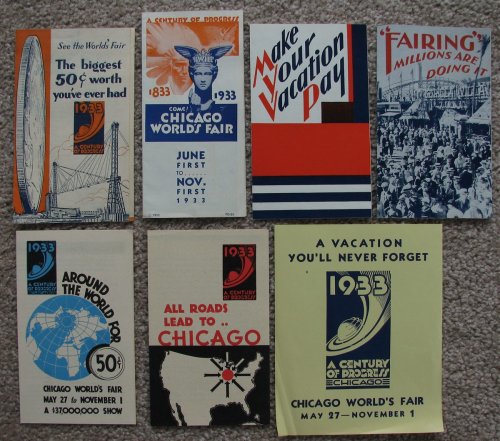 See the Worlds' Fair
The biggest
50¢ worth
you've ever had
1933
A CENTURY OF PROGRESS
A CENTURY OF PROGRESS
1833
1933
COME!
CHICAGO
WORLD'S FAIR
JUNE
FIRST
TO......
NOV.
FIRST
1933
Make
Your
Vacation
Pay
"FAIRING"
MILLIONS ARE
DOING AT
1933
A CENTURY OF PROGRESS
AROUND
THE WORLD FOR
50¢
CHICAGO WORLD'S FAIR
MAY 27 to NOVEMBER 1
A $37,000,000 SHOW
1933
A CENTURY OF PROGRESS
ALL ROADS
LEAD TO ..
CHICAGO
A VACATION
YOU'LL NEVER FORGET
1933
A CENTURY
OF PROGRESS
CHICAGO
CHICAGO WORLD'S FAIR
MAY 27—NOVEMBER 1